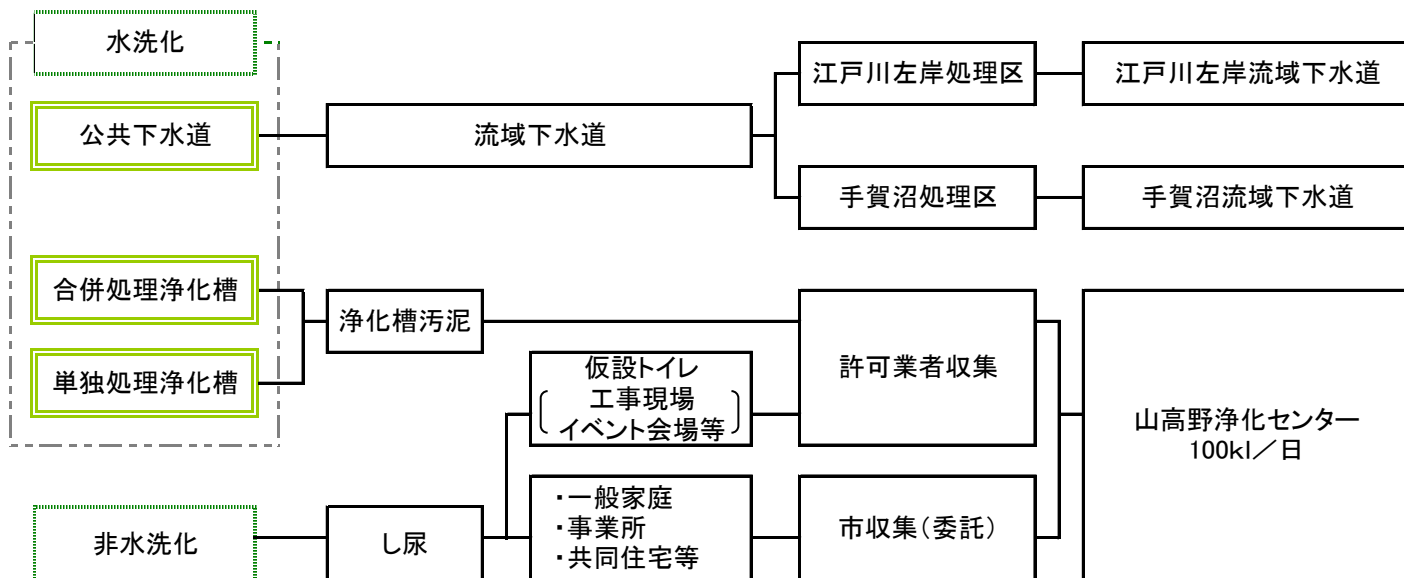 水洗化
公共下水道
流域下水道
江戸川左岸処理区
江戸川左岸流域下水道
手賀沼処理区
手賀沼流域下水道
合併処理浄化槽
単独処理浄化槽
浄化槽汚泥
仮設トイレ
工事現場
イベント会場等
許可業者収集
山高野浄化センター
100kl／日
非水洗化
し尿
・一般家庭
・事業所
・共同住宅等
市収集（委託）